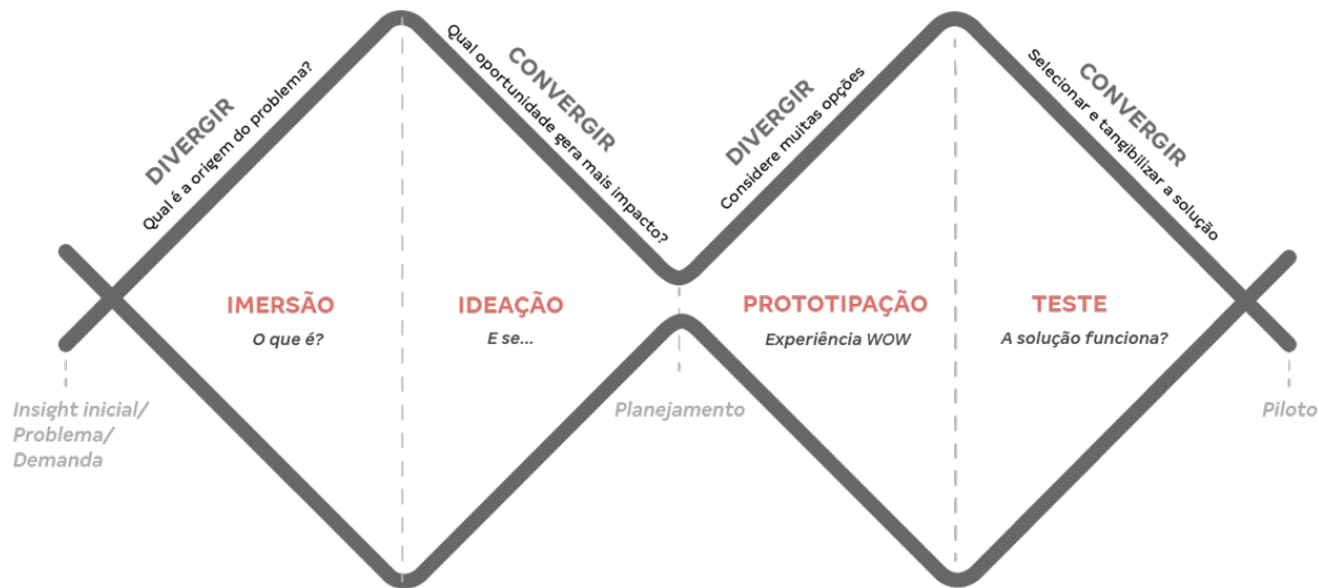 DIVERGIR
Qual é a origem do problema?
CONVERGIR
Qual oportunidade gera mais impacto?
DIVERGIR
Considere muitas opções
CONVERGIR
Selecionar e tangibilizar a solução
IMERSÃO
O que é?
IDEAÇÃO
E se...
PROTOTIPAÇÃO
Experiência WOW
TESTE
A solução funciona?
Insight inicial/
Problema/
Demanda
Planejamento
Piloto